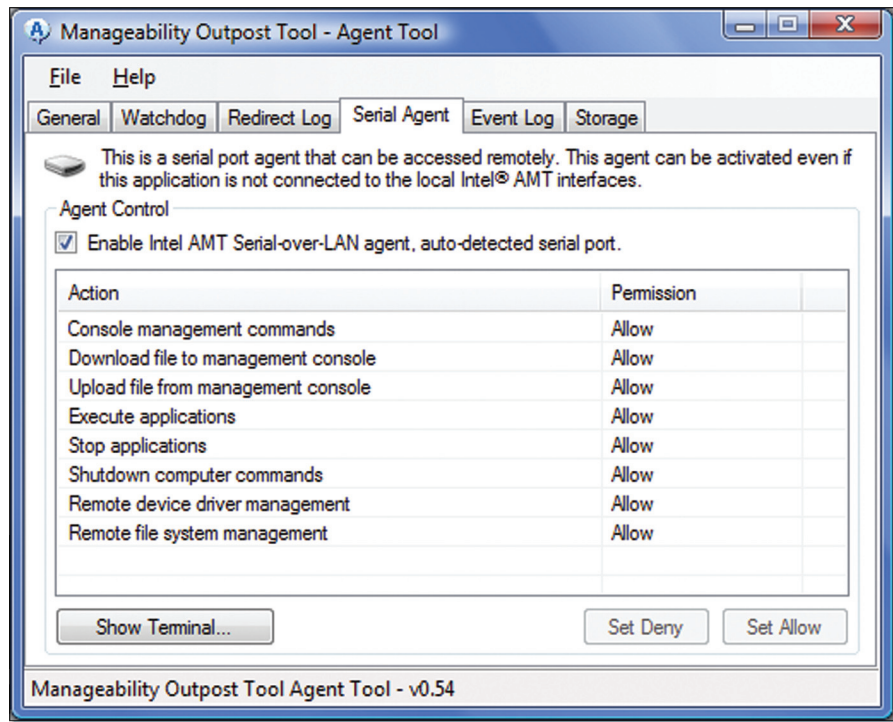 Manageability Outpost Tool - Agent Tool
File Help
General Watchdog Redirect Log Serial Agent Event Log Storage
This is a serial port agent that can be accessed remotely. This agent can be activated even if
this application is not connected to the local Intel® AMT interfaces.
Agent Control
Enable Intel AMT Serial-over-LAN agent, auto-detected serial port.
Action Permission
Console management commands Allow
Download file to management console Allow
Upload file from management console Allow
Execute applications Allow
Stop applications Allow
Shutdown computer commands Allow
Remote device driver management Allow
Remote file system management Allow
Show Terminal... Set Deny Set Allow
Manageability Outpost Tool Agent Tool - v0.54